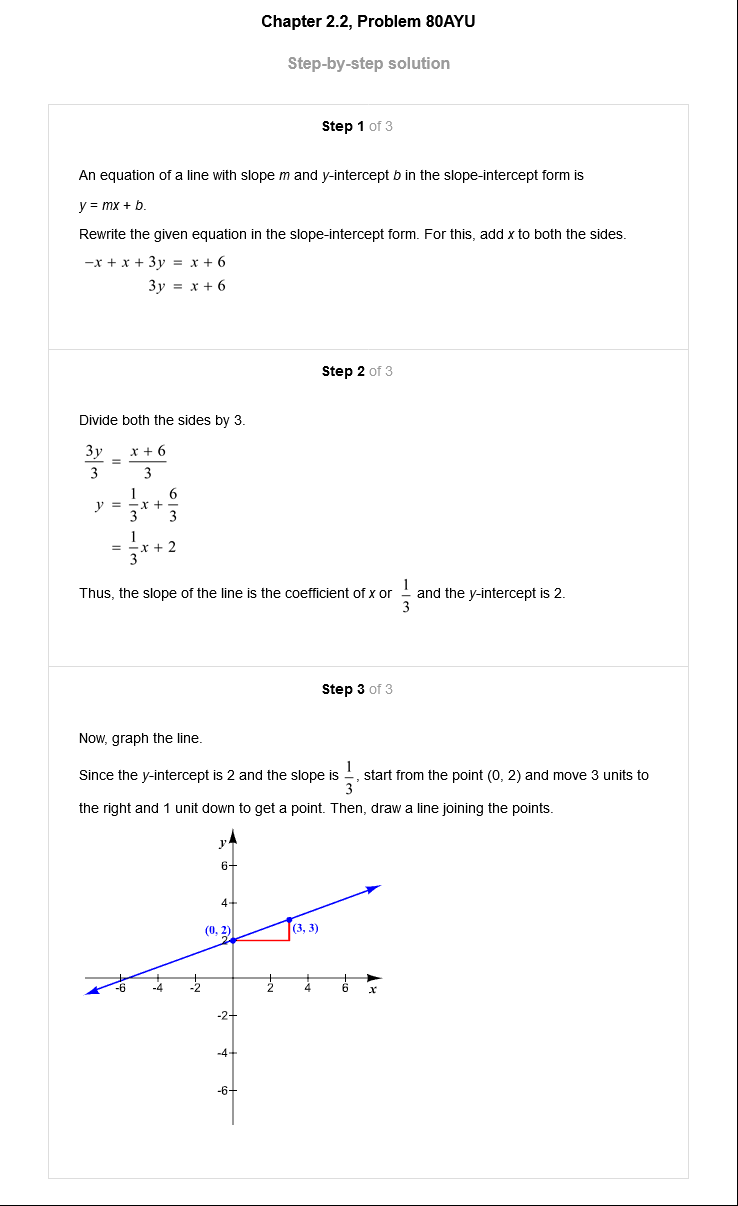 Chapter 2.2, Problem 80AYU
Step-by-step solution
Step 1 of 3
An equation of a line with slope m and y-intercept b in the slope-intercept form is
y = mx + b.
Rewrite the given equation in the slope-intercept form. For this, add x to both the sides.
−x + x + 3y = x + 6
3y = x + 6
Step 2 of 3
Divide both the sides by 3.
3y/3 = (x + 6)/3
y = 1/3 x + 6/3
= 1/3 x + 2
Thus, the slope of the line is the coefficient of x or 1/3 and the y-intercept is 2.
Step 3 of 3
Now, graph the line.
Since the y-intercept is 2 and the slope is 1/3, start from the point (0, 2) and move 3 units to
the right and 1 unit down to get a point. Then, draw a line joining the points.
y
6
4
(0, 2) (3, 3)
2
-6 -4 -2 2 4 6 x
-2
-4
-6